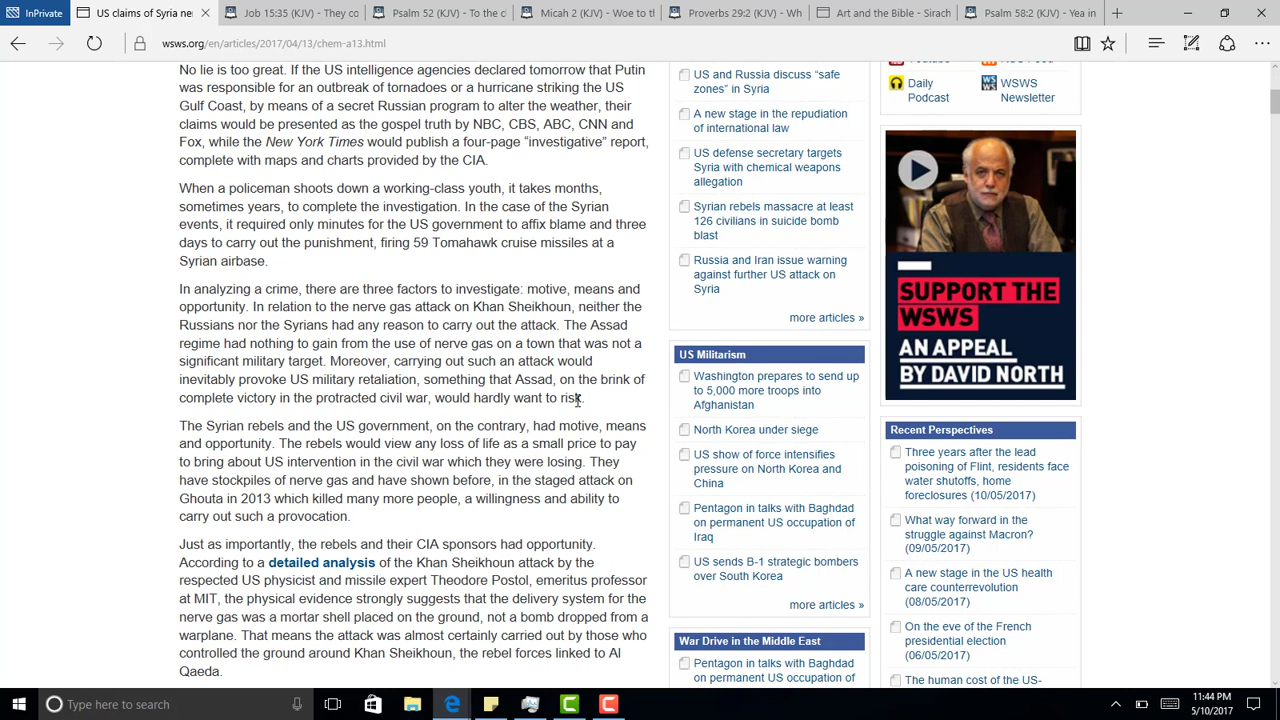 InPrivate
US claims of Syria ner
Job 15:35 (KJV) - They co
Psalm 52 (KJV) - To the c
Micah 2 (KJV) - Woe to tl
Proverbs 29:2 (KJV) - Wh
Art and the Bible - Sirach
Psalm 58:2 (KJV) - Yea in
wsws.org/en/articles/2017/04/13/chem-a13.html
No lie is too great. If the US intelligence agencies declared tomorrow that Putin
was responsible for an outbreak of tornadoes or a hurricane striking the US
Gulf Coast, by means of a secret Russian program to alter the weather, their
claims would be presented as the gospel truth by NBC, CBS, ABC, CNN and
Fox, while the New York Times would publish a four-page “investigative” report,
complete with maps and charts provided by the CIA.
When a policeman shoots down a working-class youth, it takes months,
sometimes years, to complete the investigation. In the case of the Syrian
events, it required only minutes for the US government to affix blame and three
days to carry out the punishment, firing 59 Tomahawk cruise missiles at a
Syrian airbase.
In analyzing a crime, there are three factors to investigate: motive, means and
opportunity. In relation to the nerve gas attack on Khan Sheikhoun, neither the
Russians nor the Syrians had any reason to carry out the attack. The Assad
regime had nothing to gain from the use of nerve gas on a town that was not a
significant military target. Moreover, carrying out such an attack would
inevitably provoke US military retaliation, something that Assad, on the brink of
complete victory in the protracted civil war, would hardly want to risk.
The Syrian rebels and the US government, on the contrary, had motive, means
and opportunity. The rebels would view any loss of life as a small price to pay
to bring about US intervention in the civil war which they were losing. They
have stockpiles of nerve gas and have shown before, in the staged attack on
Ghouta in 2013 which killed many more people, a willingness and ability to
carry out such a provocation.
Just as importantly, the rebels and their CIA sponsors had opportunity.
According to a detailed analysis of the Khan Sheikhoun attack by the
respected US physicist and missile expert Theodore Postol, emeritus professor
at MIT, the physical evidence strongly suggests that the delivery system for the
nerve gas was a mortar shell placed on the ground, not a bomb dropped from a
warplane. That means the attack was almost certainly carried out by those who
controlled the ground around Khan Sheikhoun, the rebel forces linked to Al
Qaeda.
US and Russia discuss “safe
zones” in Syria
A new stage in the repudiation
of international law
US defense secretary targets
Syria with chemical weapons
allegation
Syrian rebels massacre at least
126 civilians in suicide bomb
blast
Russia and Iran issue warning
against further US attack on
Syria
more articles »
US Militarism
Washington prepares to send up
to 5,000 more troops into
Afghanistan
North Korea under siege
US show of force intensifies
pressure on North Korea and
China
Pentagon in talks with Baghdad
on permanent US occupation of
Iraq
US sends B-1 strategic bombers
over South Korea
more articles »
War Drive in the Middle East
Pentagon in talks with Baghdad
on permanent US occupation of
Daily
Podcast
WSWS
Newsletter
SUPPORT THE
WSWS
AN APPEAL
BY DAVID NORTH
Recent Perspectives
Three years after the lead
poisoning of Flint, residents face
water shutoffs, home
foreclosures (10/05/2017)
What way forward in the
struggle against Macron?
(09/05/2017)
A new stage in the US health
care counterrevolution
(08/05/2017)
On the eve of the French
presidential election
(06/05/2017)
The human cost of the US-
Type here to search
11:44 PM
5/10/2017